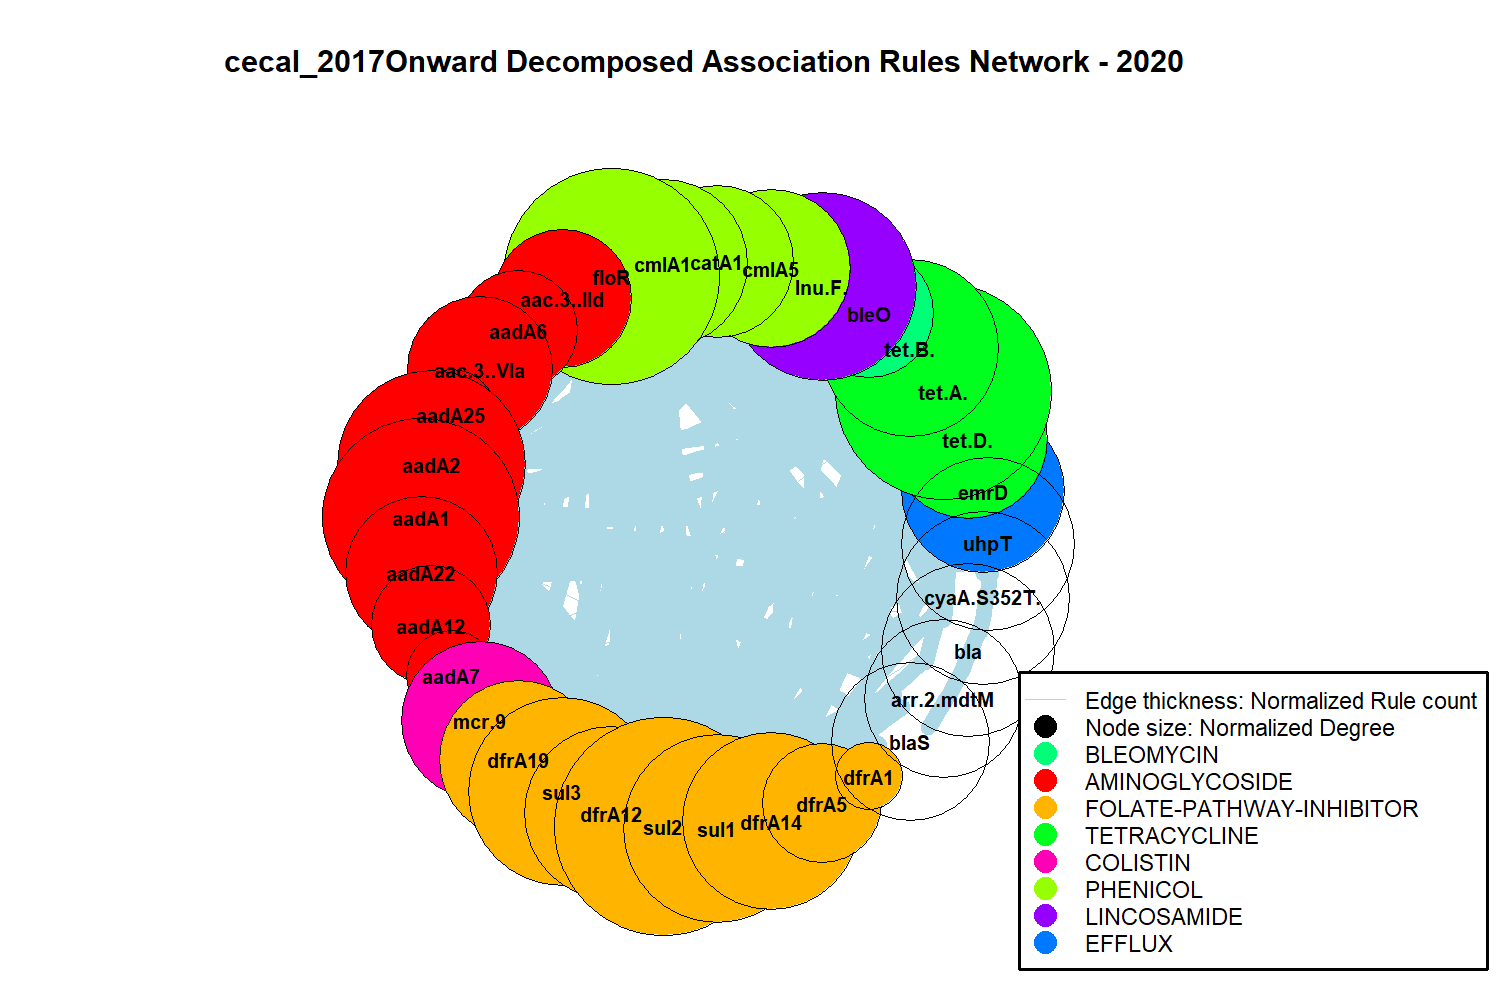 cecal_2017Onward Decomposed Association Rules Network - 2020
floR
cmlA1
catA1
cmlA5
lnu.F.
bleO
tet.B.
tet.A.
tet.D.
emrD
uhpT
cyaA.S352T.
bla
arr.2.mdtM
blaS
dfrA1
dfrA5
dfrA14
sul1
sul2
dfrA12
sul3
dfrA19
mcr.9
aadA7
aadA12
aadA22
aadA1
aadA2
aadA25
aac.3..VIa
aadA6
aac.3..IId
Edge thickness: Normalized Rule count
Node size: Normalized Degree
BLEOMYCIN
AMINOGLYCOSIDE
FOLATE-PATHWAY-INHIBITOR
TETRACYCLINE
COLISTIN
PHENICOL
LINCOSAMIDE
EFFLUX